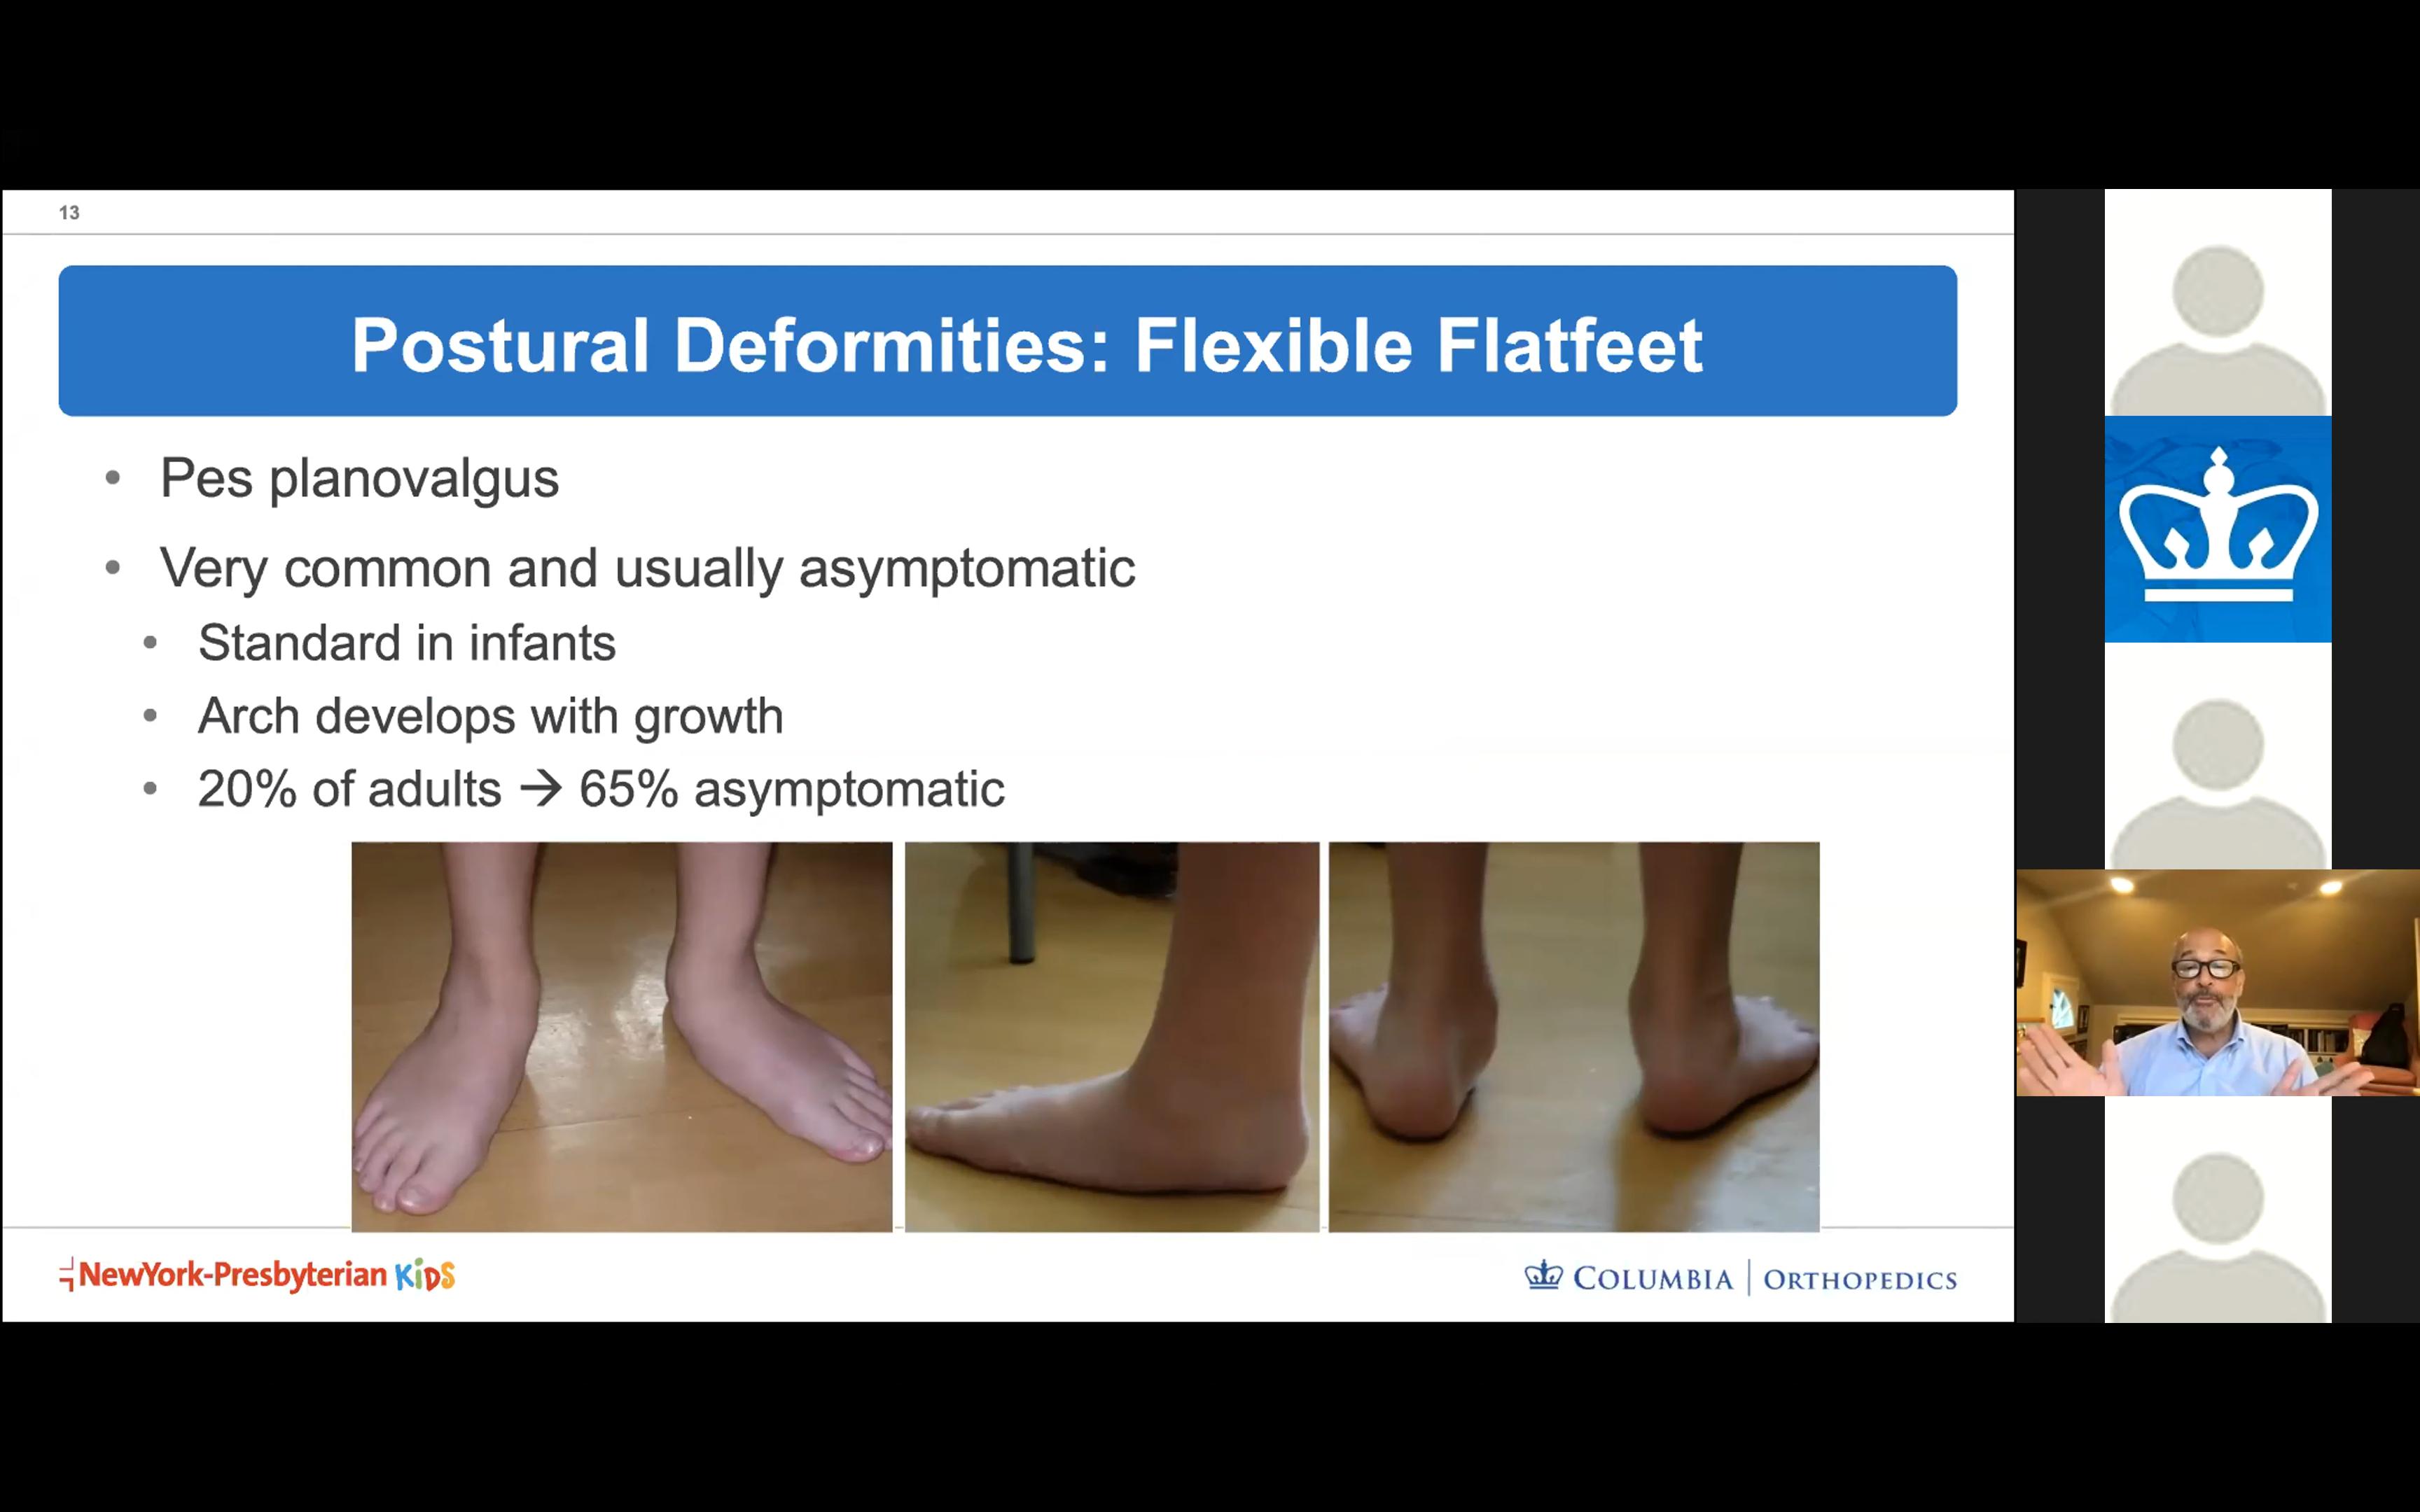 13
Postural Deformities: Flexible Flatfeet
• Pes planovalgus
• Very common and usually asymptomatic
• Standard in infants
• Arch develops with growth
• 20% of adults → 65% asymptomatic
NewYork-Presbyterian KiDS
COLUMBIA | ORTHOPEDICS